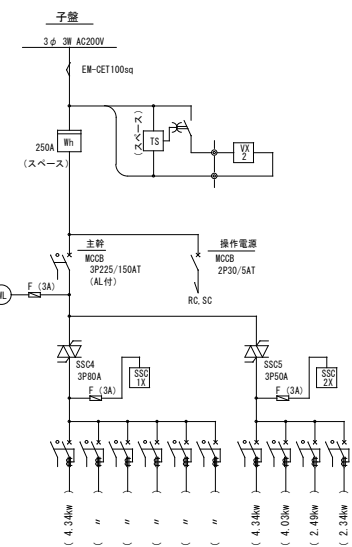 子盤
3φ 3W AC200V
EM-CET100sq
250A
(スペース)
Wh
(スペース)
TS
VX
2
主幹
MCCB
3P225/150AT
(AL付)
操作電源
MCCB
2P30/5AT
RC, SC
F (3A)
SSC4
3P80A
F (3A)
SSC
1X
SSC5
3P50A
F (3A)
SSC
2X
( 4.34kw
( 〃
( 〃
( 〃
( 〃
( 〃
( 4.34kw
( 4.03kw
( 2.49kw
( 2.34kw